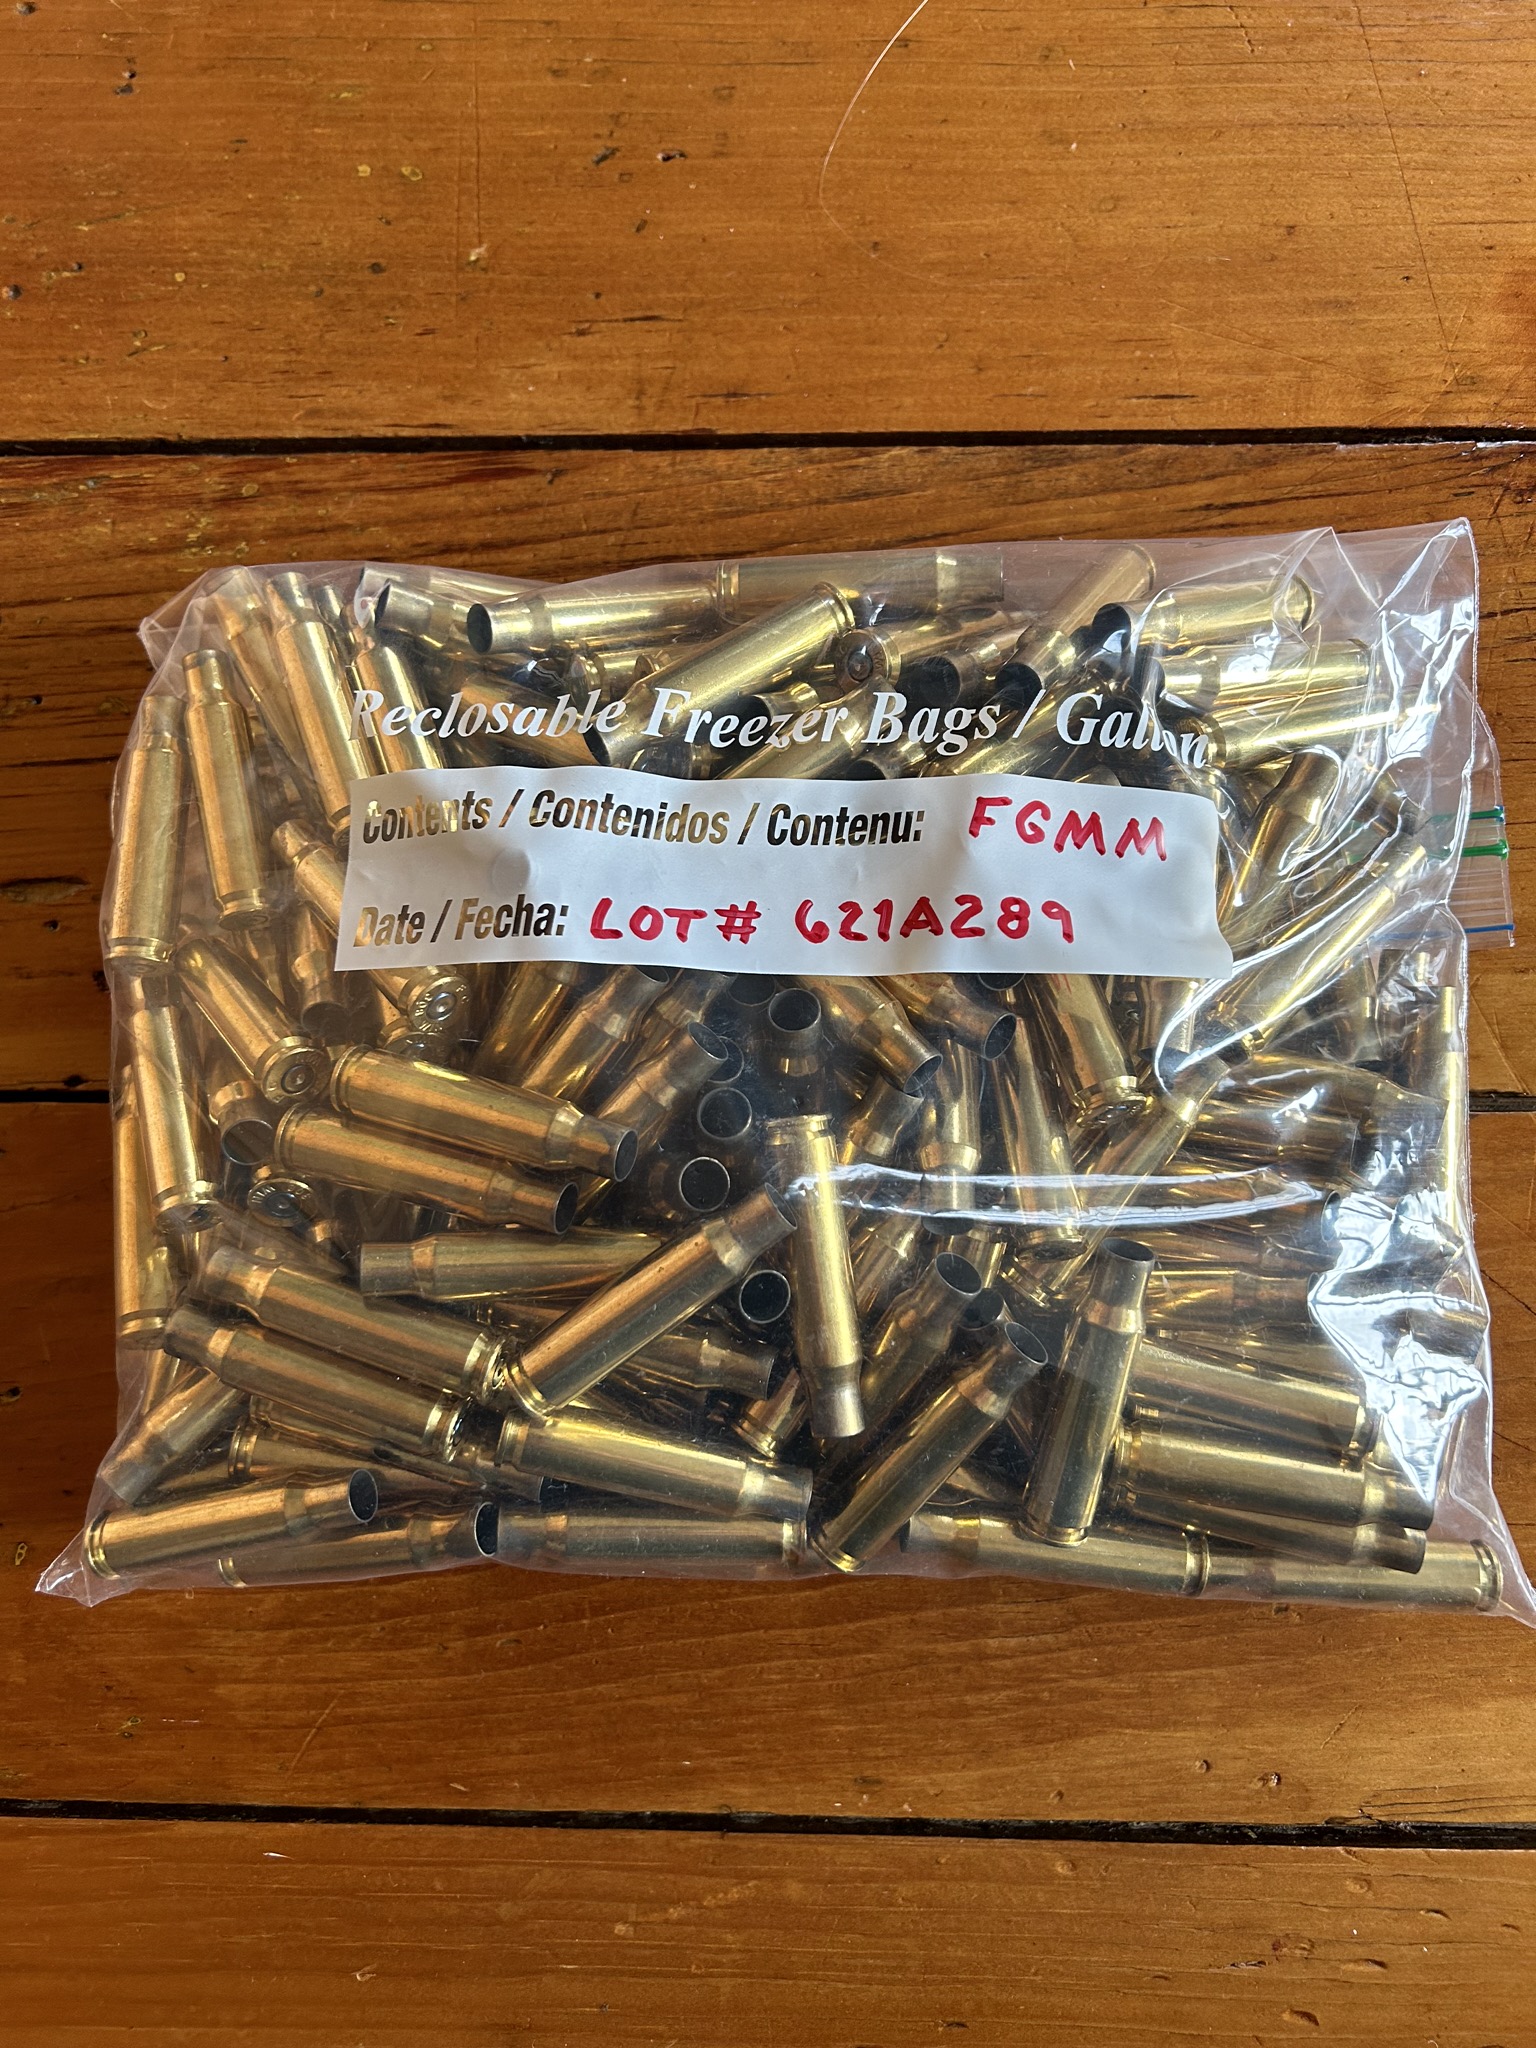 Reclosable Freezer Bags / Gallon
Contents / Contenidos / Contenu: FGMM
Date / Fecha: LOT# 621A289